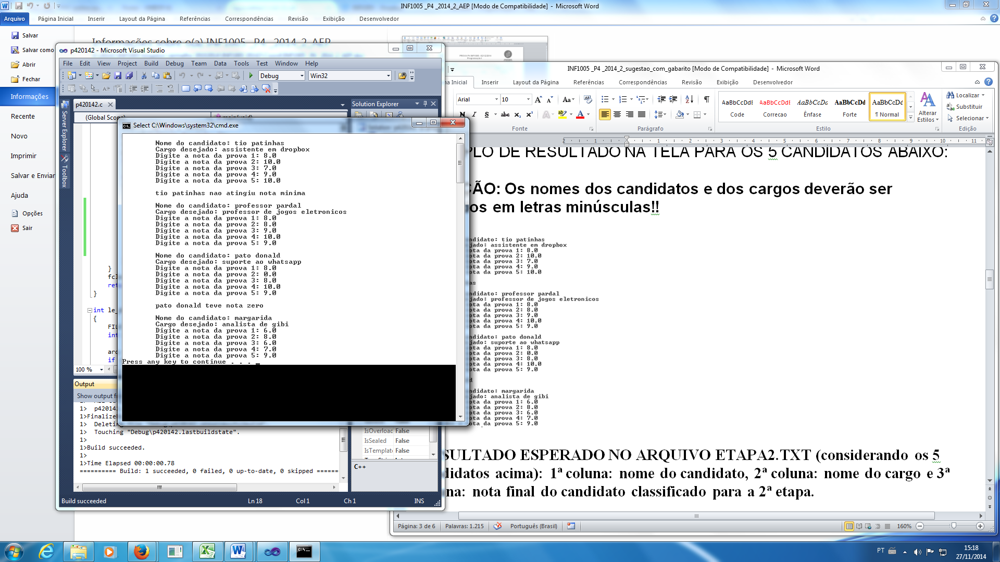 INF1005 _P4 _2014_2_AEP [Modo de Compatibilidade] - Microsoft Word
Arquivo Página Inicial Inserir Layout da Página Referências Correspondências Revisão Exibição Desenvolvedor
Salvar
Salvar como
Abrir
Fechar
Informações
Recente
Novo
Imprimir
Salvar e Enviar
Ajuda
Opções
Sair
Informações sobre o(a) INF1005 _P4 _2014_2_AEP
p420142 - Microsoft Visual Studio
File Edit View Project Build Debug Team Data Tools Test Window Help
Debug Win32
p420142.c
Solution Explorer
(Global Scope)
main(void)
Server Explorer
Toolbox
}
fcl
ret
}
int le_
{
FIL
int
arq
if
100 %
Output
Show output f
1> p42014
1>Finalize
1> Deleting
1> Touching "Debug\p420142.lastbuildstate".
1>
1>Build succeeded.
1>
1>Time Elapsed 00:00:00.78
========== Build: 1 succeeded, 0 failed, 0 up-to-date, 0 skipped ======
IsOverloac False
IsSealed False
IsTemplate False
C++
Build succeeded Ln 18 Col 1 Ch 1 INS
Select C:\Windows\system32\cmd.exe
Nome do candidato: tio patinhas
Cargo desejado: assistente em dropbox
Digite a nota da prova 1: 8.0
Digite a nota da prova 2: 10.0
Digite a nota da prova 3: 7.0
Digite a nota da prova 4: 9.0
Digite a nota da prova 5: 10.0
tio patinhas nao atingiu nota minima
Nome do candidato: professor pardal
Cargo desejado: professor de jogos eletronicos
Digite a nota da prova 1: 8.0
Digite a nota da prova 2: 8.0
Digite a nota da prova 3: 9.0
Digite a nota da prova 4: 10.0
Digite a nota da prova 5: 9.0
Nome do candidato: pato donald
Cargo desejado: suporte ao whatsapp
Digite a nota da prova 1: 8.0
Digite a nota da prova 2: 0.0
Digite a nota da prova 3: 8.0
Digite a nota da prova 4: 10.0
Digite a nota da prova 5: 9.0
pato donald teve nota zero
Nome do candidato: margarida
Cargo desejado: analista de gibi
Digite a nota da prova 1: 6.0
Digite a nota da prova 2: 8.0
Digite a nota da prova 3: 6.0
Digite a nota da prova 4: 7.0
Digite a nota da prova 5: 9.0
Press any key to continue . . .
INF1005 _P4 _2014_2_sugestao_com_gabarito [Modo de Compatibilidade] - Microsoft Word
a Inicial Inserir Layout da Página Referências Correspondências Revisão Exibição Desenvolvedor
Arial 10
N I S abc x₂ x²
Fonte
Parágrafo
AaBbCcDdI AaBbCcDdI AaBbCcDc AaBbCcDd AaBbCcDd
Code Correcao Ênfase Forte ¶ Normal
Alterar Estilos
Estilo
Localizar
Substituir
Selecionar
Edição
2 1 1 2 3 4 5 6 7 8 9 10 11
PLO DE RESULTADO NA TELA PARA OS 5 CANDIDATOS ABAIXO:
ÇÃO: Os nomes dos candidatos e dos cargos deverão ser
os em letras minúsculas!!
ndidato: tio patinhas
jado: assistente em dropbox
ota da prova 1: 8.0
ota da prova 2: 10.0
ota da prova 3: 7.0
ota da prova 4: 9.0
ota da prova 5: 10.0
as
ndidato: professor pardal
jado: professor de jogos eletronicos
ota da prova 1: 8.0
ota da prova 2: 8.0
ota da prova 3: 9.0
ota da prova 4: 10.0
ota da prova 5: 9.0
ndidato: pato donald
jado: suporte ao whatsapp
ota da prova 1: 8.0
ota da prova 2: 0.0
ota da prova 3: 8.0
ota da prova 4: 10.0
ota da prova 5: 9.0
d
ndidato: margarida
jado: analista de gibi
ota da prova 1: 6.0
ota da prova 2: 8.0
ota da prova 3: 6.0
ota da prova 4: 7.0
ota da prova 5: 9.0
SULTADO ESPERADO NO ARQUIVO ETAPA2.TXT (considerando os 5
didatos acima): 1ª coluna: nome do candidato, 2ª coluna: nome do cargo e 3ª
na: nota final do candidato classificado para a 2ª etapa.
Página: 3 de 6 Palavras: 1.215 Português (Brasil) 160%
PT 15:18
27/11/2014